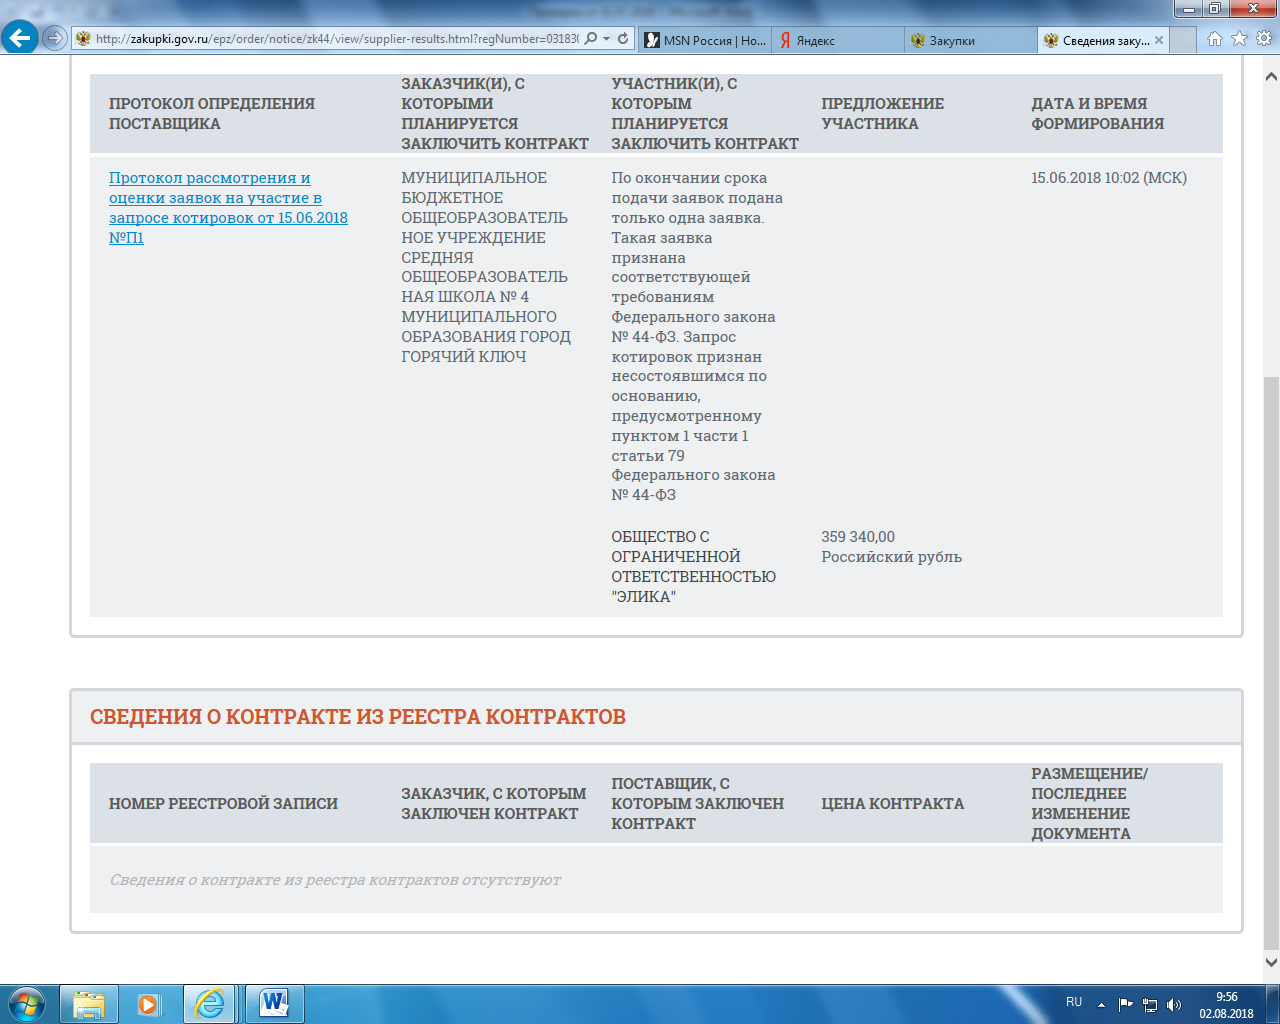 http://zakupki.gov.ru/epz/order/notice/zk44/view/supplier-results.html?regNumber=03183
MSN Россия | Но...
Яндекс
Закупки
Сведения заку...
ПРОТОКОЛ ОПРЕДЕЛЕНИЯ
ПОСТАВЩИКА
ЗАКАЗЧИК(И), С
КОТОРЫМИ
ПЛАНИРУЕТСЯ
ЗАКЛЮЧИТЬ КОНТРАКТ
УЧАСТНИК(И), С
КОТОРЫМ
ПЛАНИРУЕТСЯ
ЗАКЛЮЧИТЬ КОНТРАКТ
ПРЕДЛОЖЕНИЕ
УЧАСТНИКА
ДАТА И ВРЕМЯ
ФОРМИРОВАНИЯ
Протокол рассмотрения и
оценки заявок на участие в
запросе котировок от 15.06.2018
№П1
МУНИЦИПАЛЬНОЕ
БЮДЖЕТНОЕ
ОБЩЕОБРАЗОВАТЕЛЬ
НОЕ УЧРЕЖДЕНИЕ
СРЕДНЯЯ
ОБЩЕОБРАЗОВАТЕЛЬ
НАЯ ШКОЛА № 4
МУНИЦИПАЛЬНОГО
ОБРАЗОВАНИЯ ГОРОД
ГОРЯЧИЙ КЛЮЧ
По окончании срока
подачи заявок подана
только одна заявка.
Такая заявка
признана
соответствующей
требованиям
Федерального закона
№ 44-ФЗ. Запрос
котировок признан
несостоявшимся по
основанию,
предусмотренному
пунктом 1 части 1
статьи 79
Федерального закона
№ 44-ФЗ
15.06.2018 10:02 (МСК)
ОБЩЕСТВО С
ОГРАНИЧЕННОЙ
ОТВЕТСТВЕННОСТЬЮ
"ЭЛИКА"
359 340,00
Российский рубль
СВЕДЕНИЯ О КОНТРАКТЕ ИЗ РЕЕСТРА КОНТРАКТОВ
НОМЕР РЕЕСТРОВОЙ ЗАПИСИ
ЗАКАЗЧИК, С КОТОРЫМ
ЗАКЛЮЧЕН КОНТРАКТ
ПОСТАВЩИК, С
КОТОРЫМ ЗАКЛЮЧЕН
КОНТРАКТ
ЦЕНА КОНТРАКТА
РАЗМЕЩЕНИЕ/
ПОСЛЕДНЕЕ
ИЗМЕНЕНИЕ
ДОКУМЕНТА
Сведения о контракте из реестра контрактов отсутствуют
RU
9:56
02.08.2018